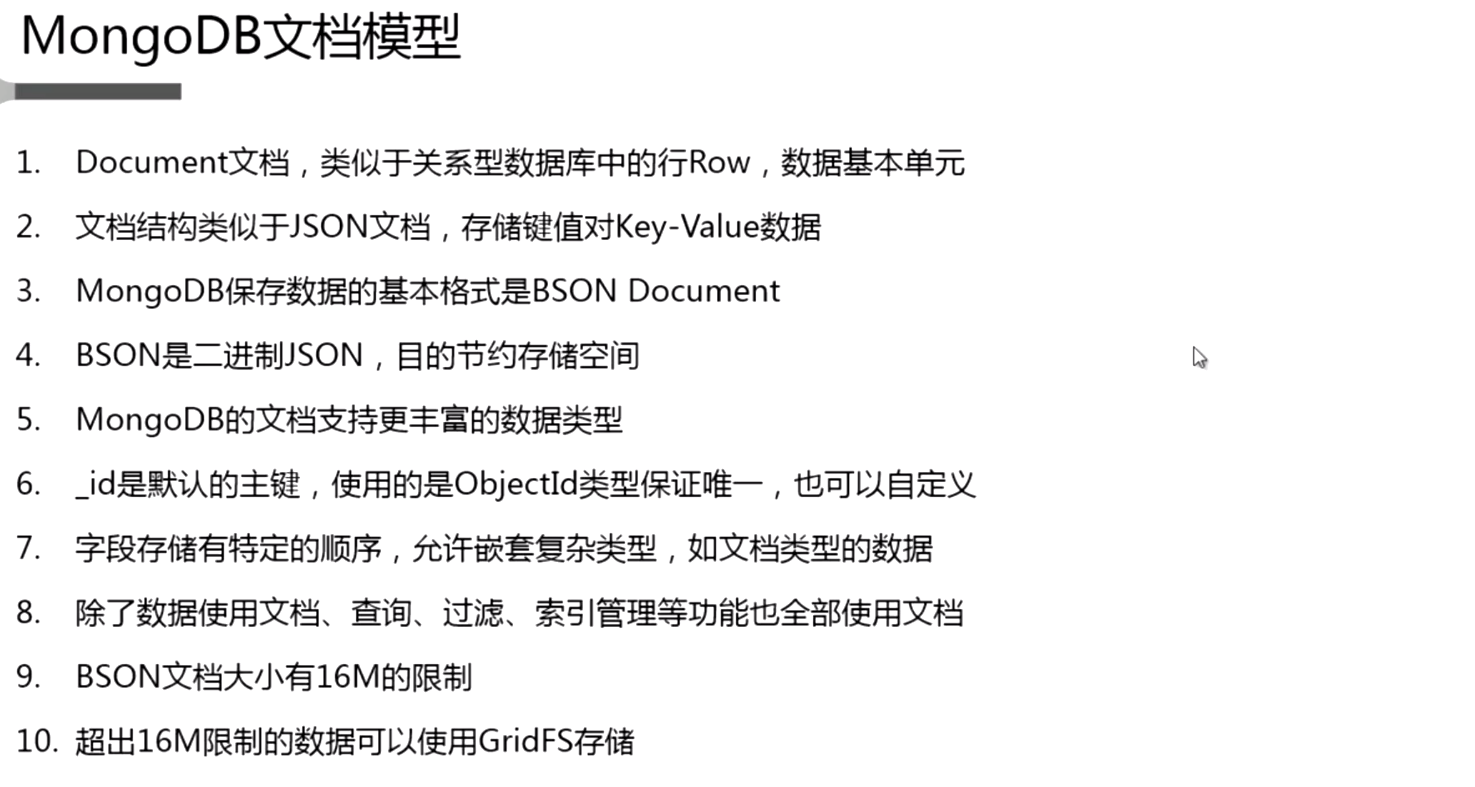 MongoDB文档模型
1. Document文档，类似于关系型数据库中的行Row，数据基本单元
2. 文档结构类似于JSON文档，存储键值对Key-Value数据
3. MongoDB保存数据的基本格式是BSON Document
4. BSON是二进制JSON，目的节约存储空间
5. MongoDB的文档支持更丰富的数据类型
6. _id是默认的主键，使用的是ObjectId类型保证唯一，也可以自定义
7. 字段存储有特定的顺序，允许嵌套复杂类型，如文档类型的数据
8. 除了数据使用文档、查询、过滤、索引管理等功能也全部使用文档
9. BSON文档大小有16M的限制
10. 超出16M限制的数据可以使用GridFS存储